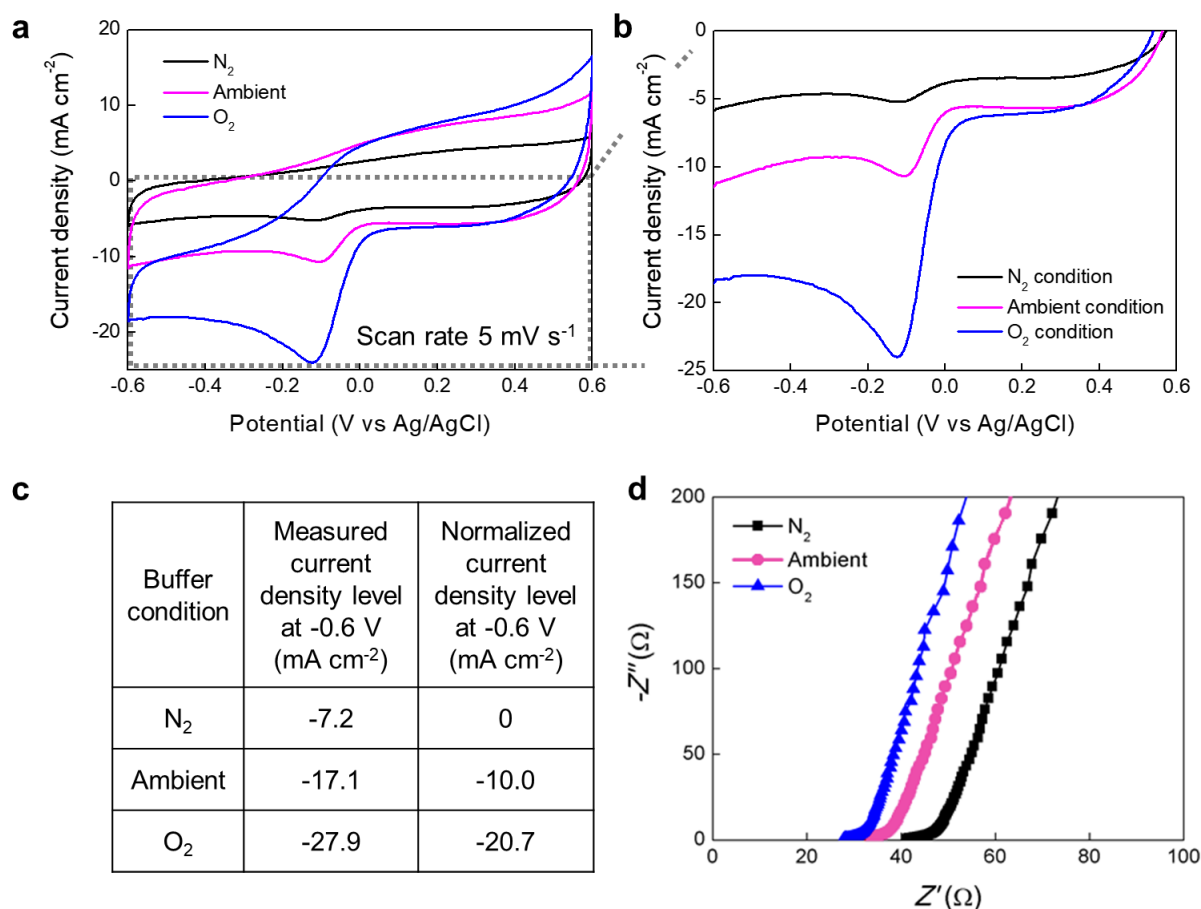 a
N₂
Ambient
O₂
20
10
0
-10
-20
Current density (mA cm⁻²)
Scan rate 5 mV s⁻¹
-0.6 -0.4 -0.2 0.0 0.2 0.4 0.6
Potential (V vs Ag/AgCl)
b
0
-5
-10
-15
-20
-25
Current density (mA cm⁻²)
N₂ condition
Ambient condition
O₂ condition
-0.6 -0.4 -0.2 0.0 0.2 0.4 0.6
Potential (V vs Ag/AgCl)
c
Buffer
condition
Measured
current
density level
at -0.6 V
(mA cm⁻²)
Normalized
current
density level
at -0.6 V
(mA cm⁻²)
N₂ -7.2 0
Ambient -17.1 -10.0
O₂ -27.9 -20.7
d
N₂
Ambient
O₂
200
150
100
50
0
-Z″(Ω)
0 20 40 60 80 100
Z′(Ω)